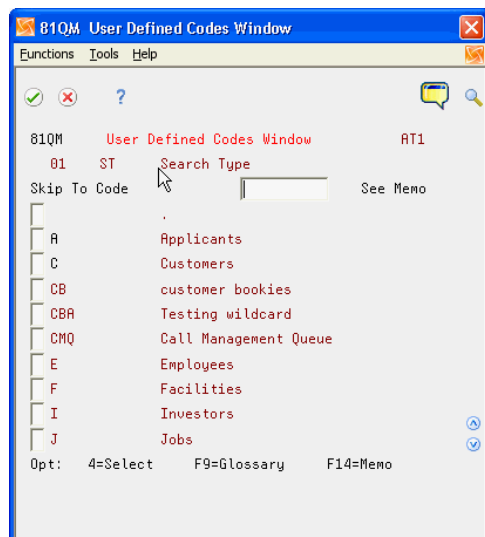 81QM User Defined Codes Window
Functions Tools Help
?
81QM User Defined Codes Window AT1
01 ST Search Type
Skip To Code See Memo
.
A Applicants
C Customers
CB customer bookies
CBA Testing wildcard
CMQ Call Management Queue
E Employees
F Facilities
I Investors
J Jobs
Opt: 4=Select F9=Glossary F14=Memo